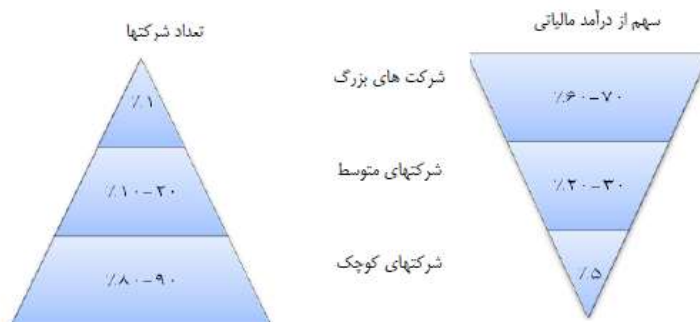 سهم از درآمد مالیاتی
تعداد شرکتها
شرکت های بزرگ
٪۶۰-۷۰
٪۱
شرکتهای متوسط
٪۲۰-۳۰
٪۱۰-۲۰
شرکتهای کوچک
٪۵
٪۸۰-۹۰